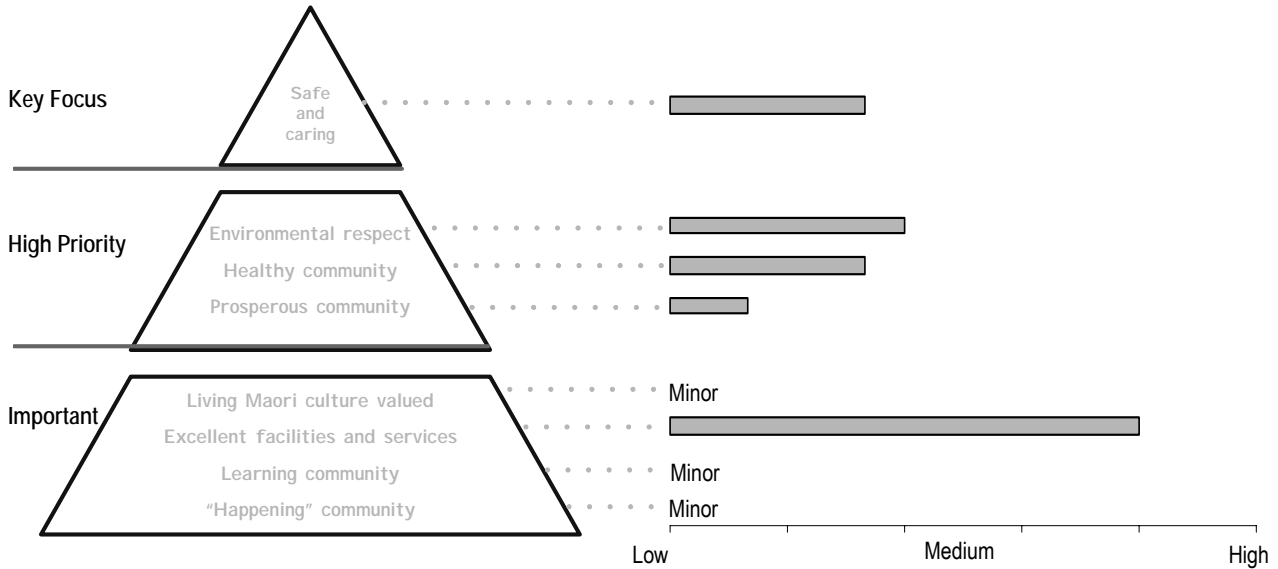 Key Focus
Safe
and
caring
High Priority
Environmental respect
Healthy community
Prosperous community
Important
Living Maori culture valued
Minor
Excellent facilities and services
Learning community
Minor
“Happening” community
Minor
Low
Medium
High